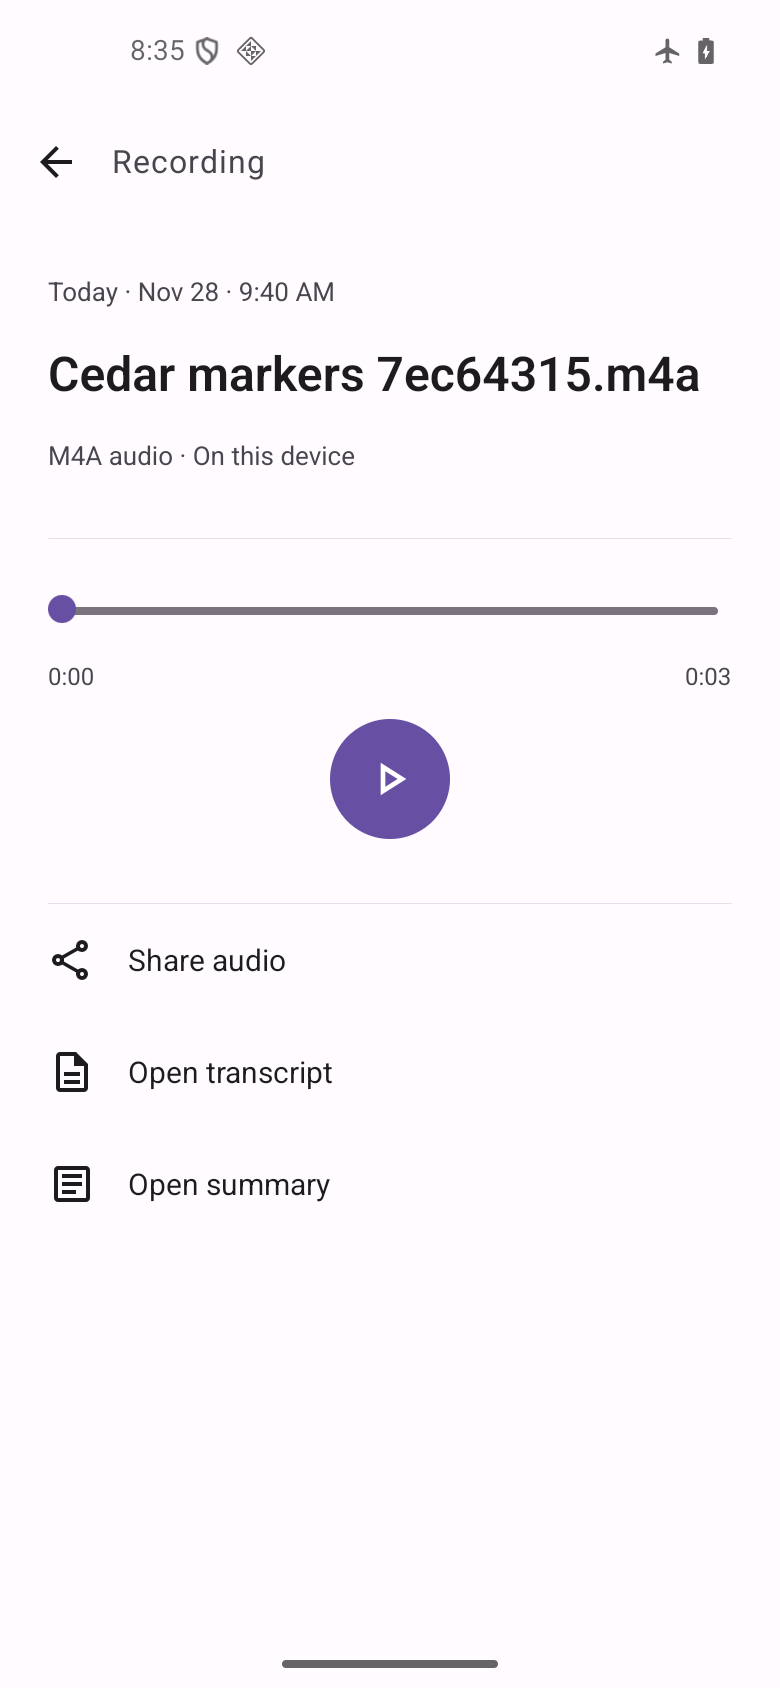 8:35
Recording
Today · Nov 28 · 9:40 AM
Cedar markers 7ec64315.m4a
M4A audio · On this device
0:00 0:03
Share audio
Open transcript
Open summary